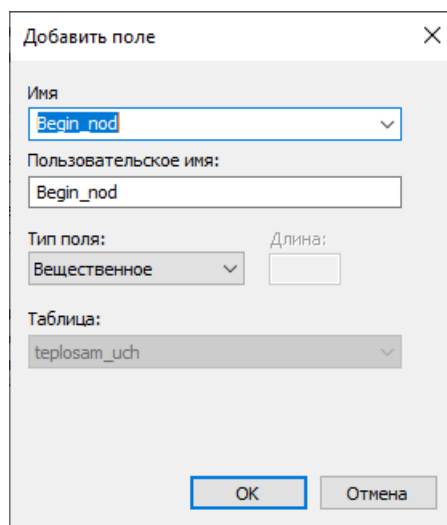 Добавить поле
Имя
Begin_nod
Пользовательское имя:
Begin_nod
Тип поля: Длина:
Вещественное
Таблица:
teplosam_uch
OK Отмена